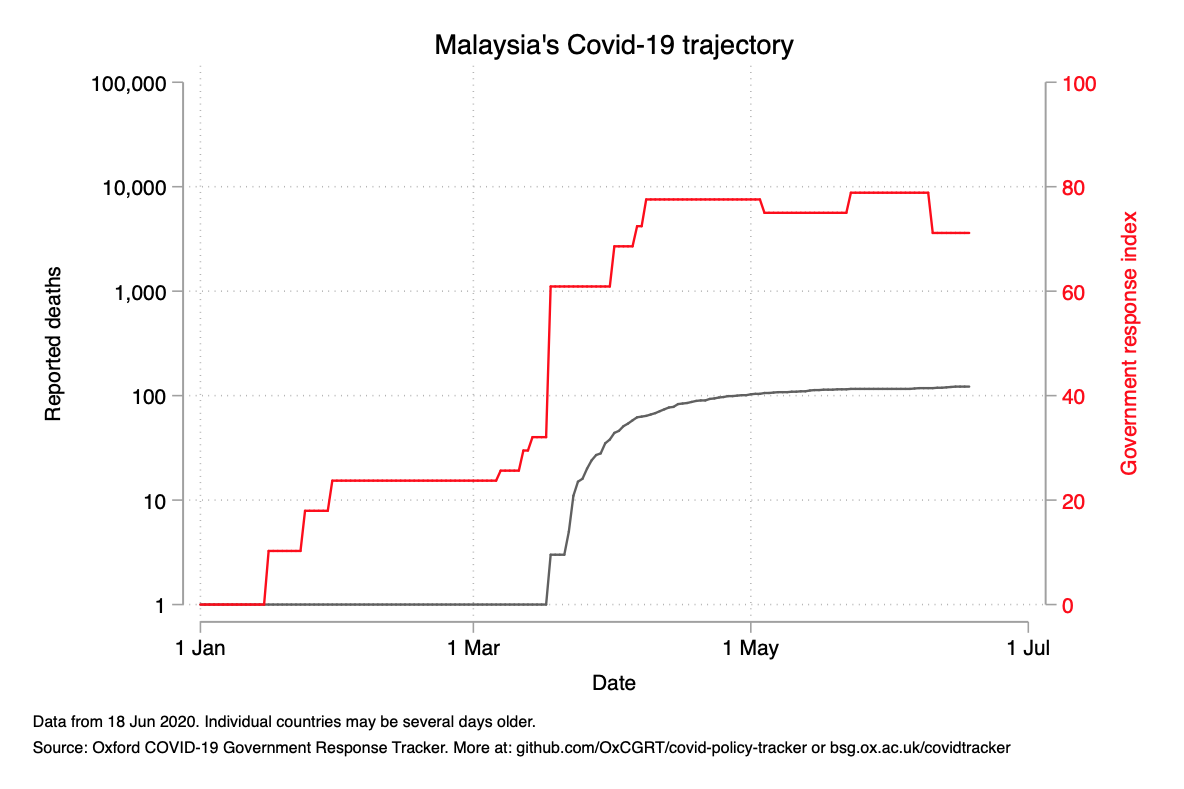 Malaysia's Covid-19 trajectory
100,000
10,000
1,000
100
10
1
Reported deaths
100
80
60
40
20
0
Government response index
1 Jan
1 Mar
1 May
1 Jul
Date
Data from 18 Jun 2020. Individual countries may be several days older.
Source: Oxford COVID-19 Government Response Tracker. More at: github.com/OxCGRT/covid-policy-tracker or bsg.ox.ac.uk/covidtracker